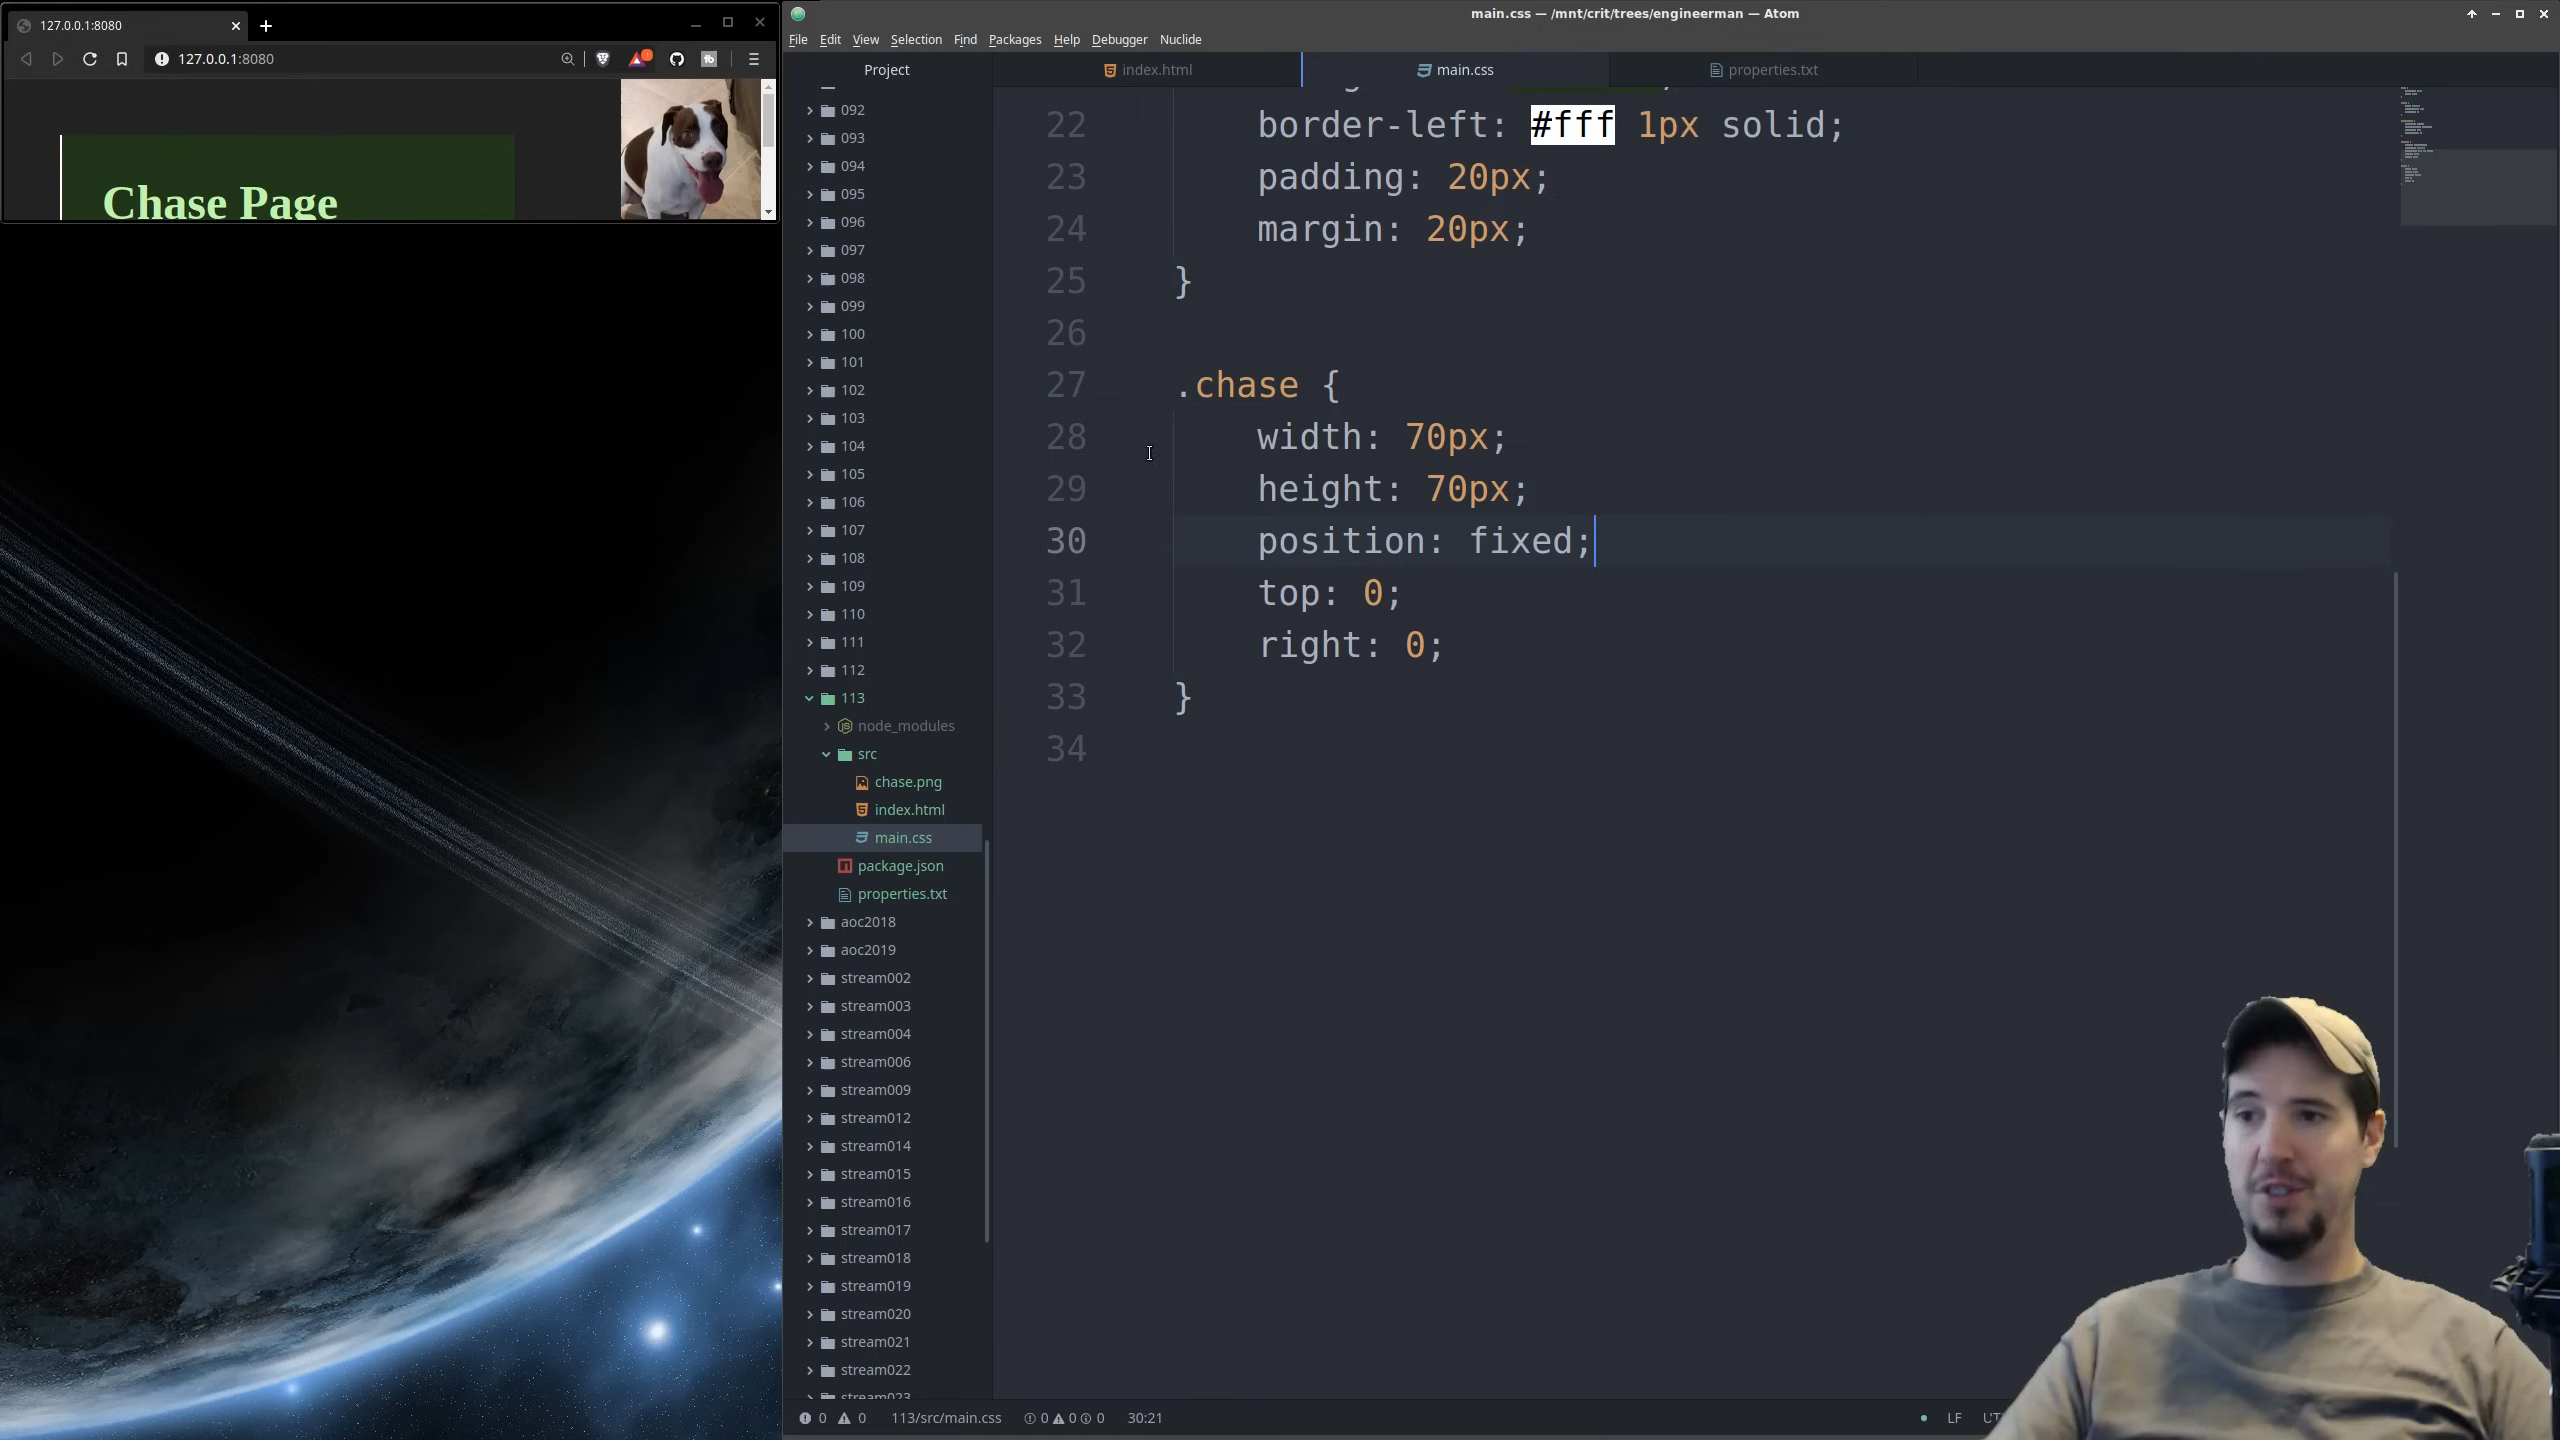 127.0.0.1:8080
127.0.0.1:8080
Chase Page
main.css — /mnt/crit/trees/engineerman — Atom
File Edit View Selection Find Packages Help Debugger Nuclide
Project
index.html
main.css
properties.txt
092
093
094
095
096
097
098
099
100
101
102
103
104
105
106
107
108
109
110
111
112
113
node_modules
src
chase.png
index.html
main.css
package.json
properties.txt
aoc2018
aoc2019
stream002
stream003
stream004
stream006
stream009
stream012
stream014
stream015
stream016
stream017
stream018
stream019
stream020
stream021
stream022
stream023
22 border-left: #fff 1px solid;
23 padding: 20px;
24 margin: 20px;
25 }
26
27 .chase {
28 width: 70px;
29 height: 70px;
30 position: fixed;
31 top: 0;
32 right: 0;
33 }
34
0 0 113/src/main.css 0 0 0 30:21
LF